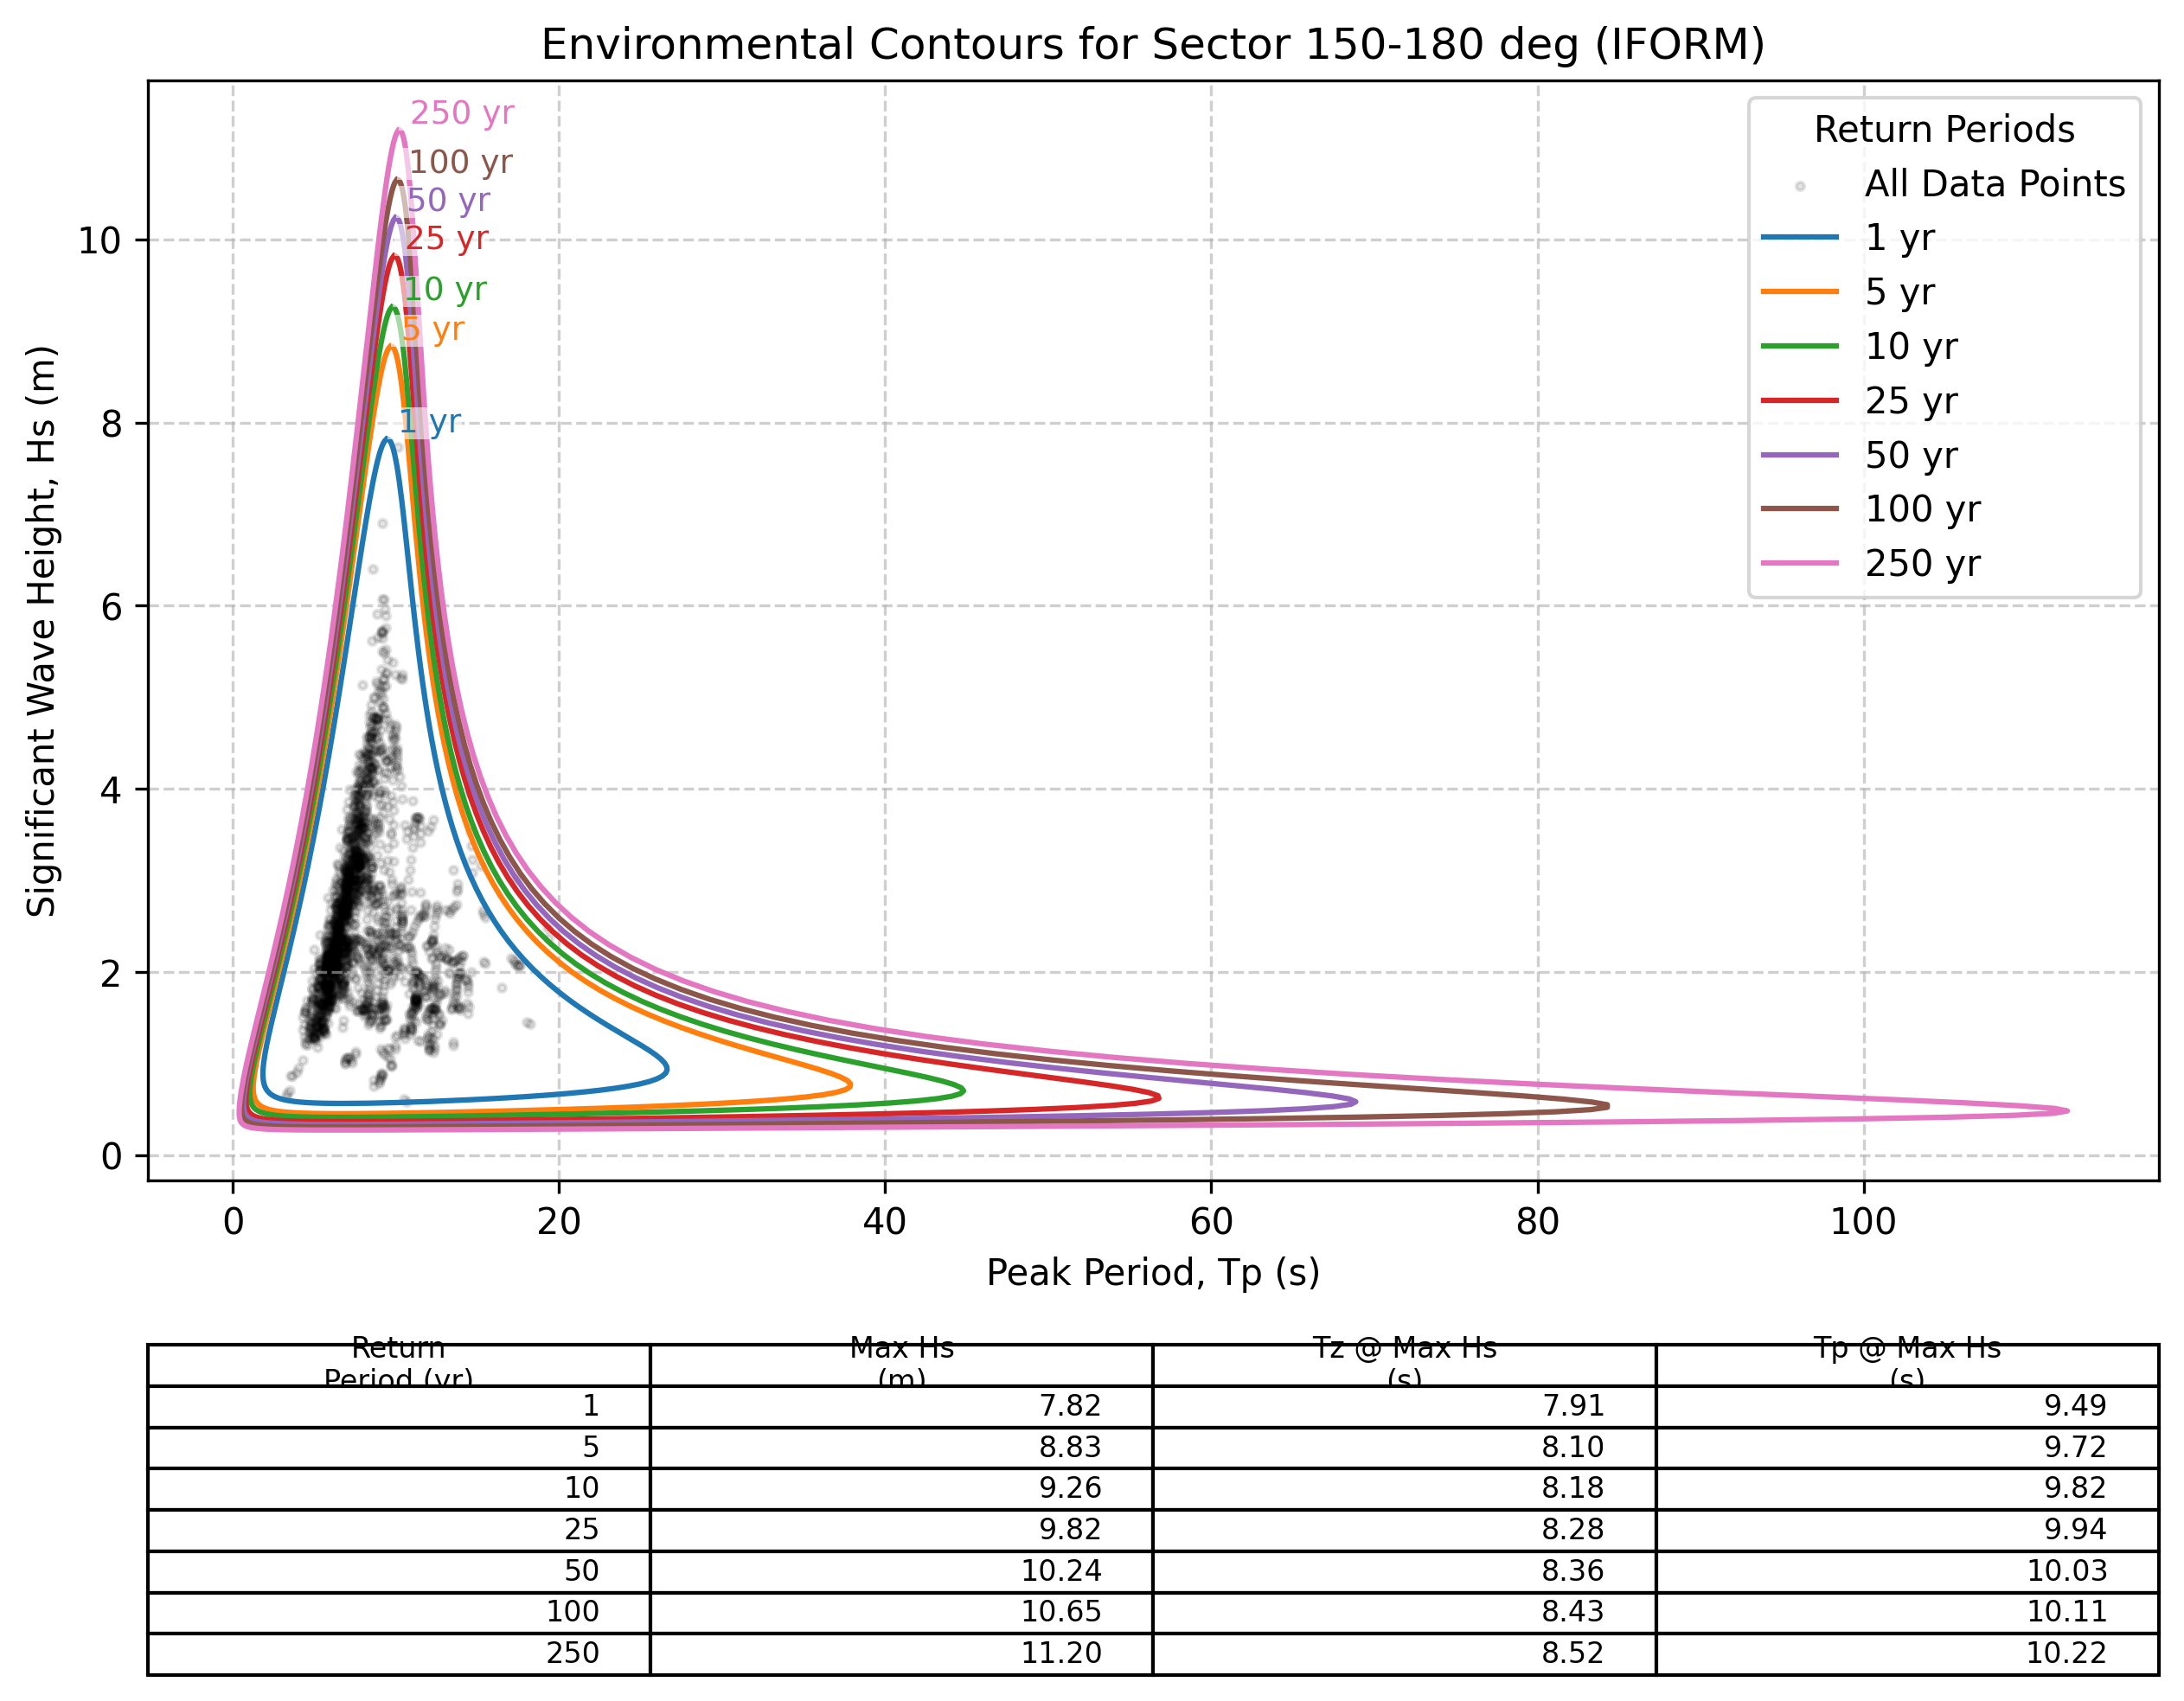 Environmental Contours for Sector 150-180 deg (IFORM)
250 yr
100 yr
50 yr
25 yr
10 yr
5 yr
1 yr
Return Periods
All Data Points
1 yr
5 yr
10 yr
25 yr
50 yr
100 yr
250 yr
Significant Wave Height, Hs (m)
10
8
6
4
2
0
0 20 40 60 80 100
Peak Period, Tp (s)
Return Period (yr) Max Hs (m) Tz @ Max Hs (s) Tp @ Max Hs (s)
1 7.82 7.91 9.49
5 8.83 8.10 9.72
10 9.26 8.18 9.82
25 9.82 8.28 9.94
50 10.24 8.36 10.03
100 10.65 8.43 10.11
250 11.20 8.52 10.22